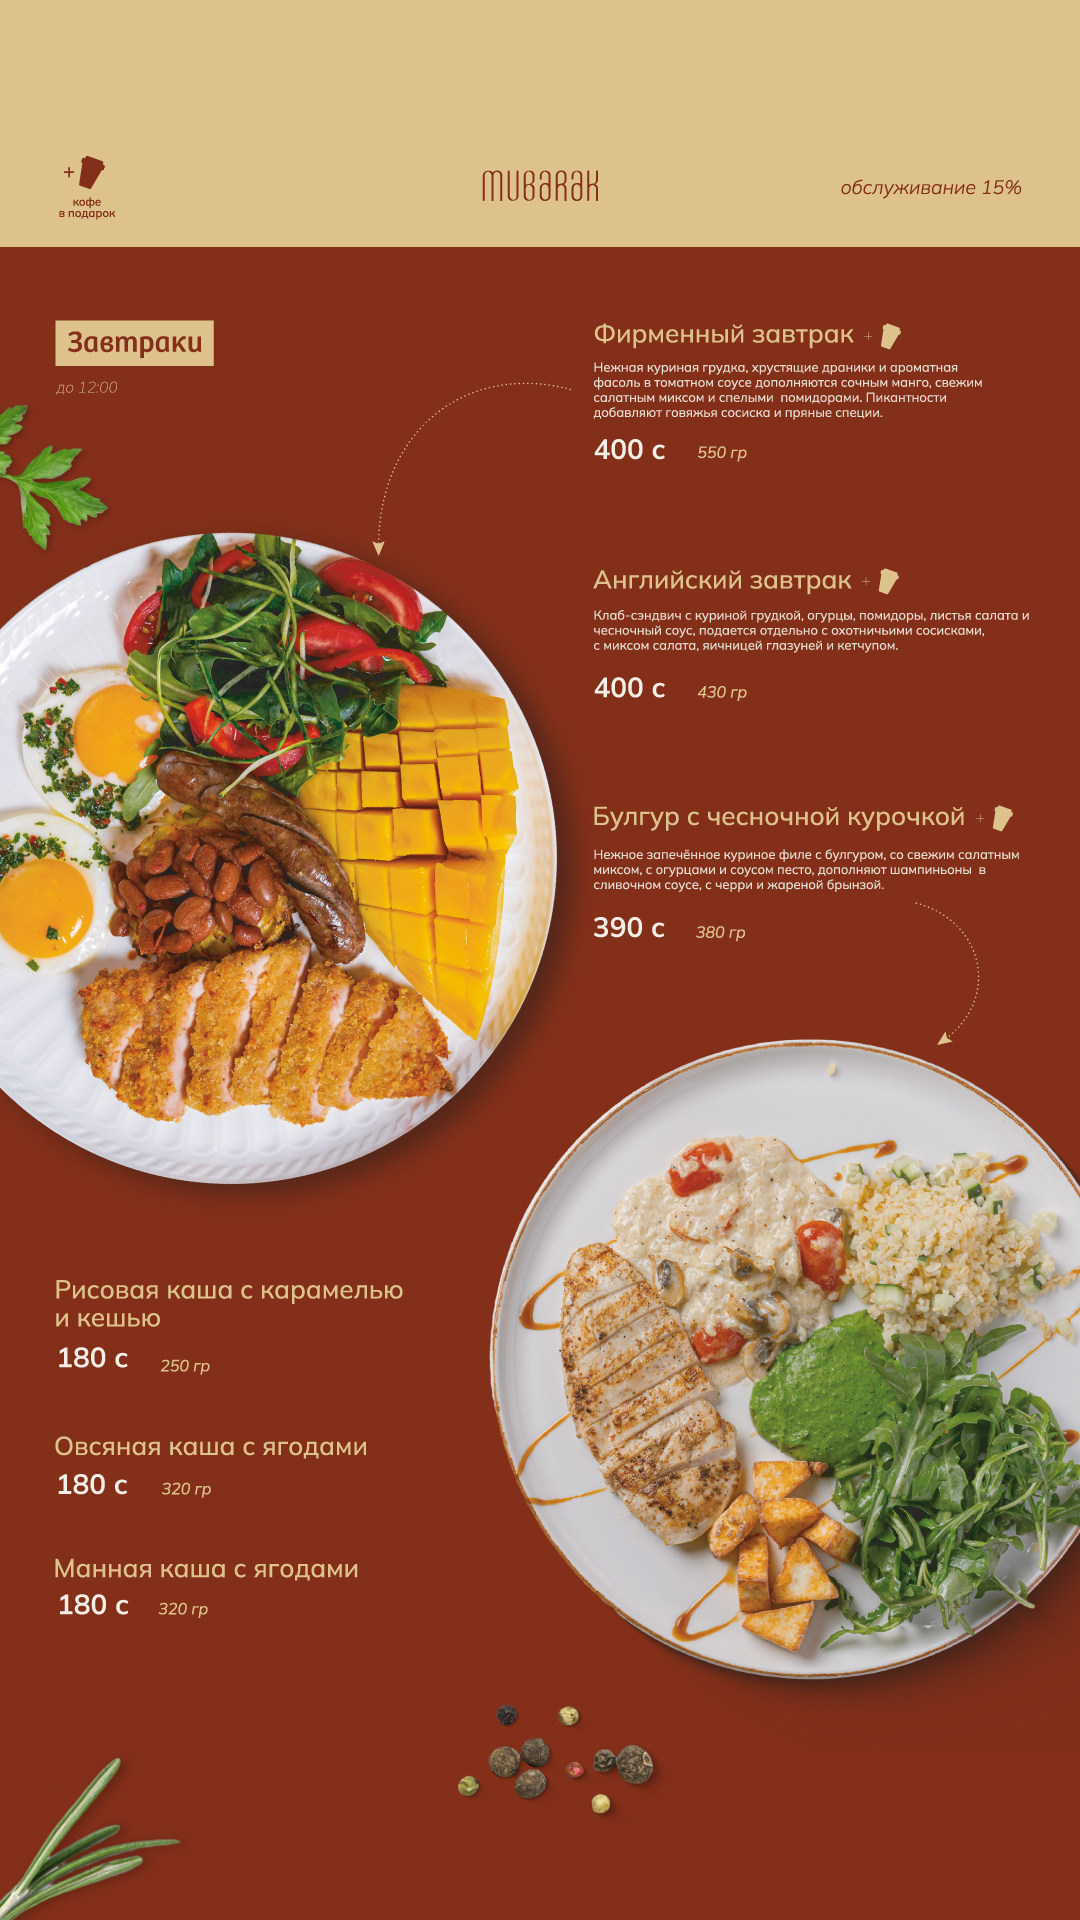 +
кофе
в подарок
MUBARAK
обслуживание 15%
Завтраки
до 12:00
Фирменный завтрак +
Нежная куриная грудка, хрустящие драники и ароматная
фасоль в томатном соусе дополняются сочным манго, свежим
салатным миксом и спелыми помидорами. Пикантности
добавляют говяжья сосиска и пряные специи.
400 с 550 гр
Английский завтрак +
Клаб-сэндвич с куриной грудкой, огурцы, помидоры, листья салата и
чесночный соус, подается отдельно с охотничьими сосисками,
с миксом салата, яичницей глазуней и кетчупом.
400 с 430 гр
Булгур с чесночной курочкой +
Нежное запечённое куриное филе с булгуром, со свежим салатным
миксом, с огурцами и соусом песто, дополняют шампиньоны в
сливочном соусе, с черри и жареной брынзой.
390 с 380 гр
Рисовая каша с карамелью
и кешью
180 с 250 гр
Овсяная каша с ягодами
180 с 320 гр
Манная каша с ягодами
180 с 320 гр